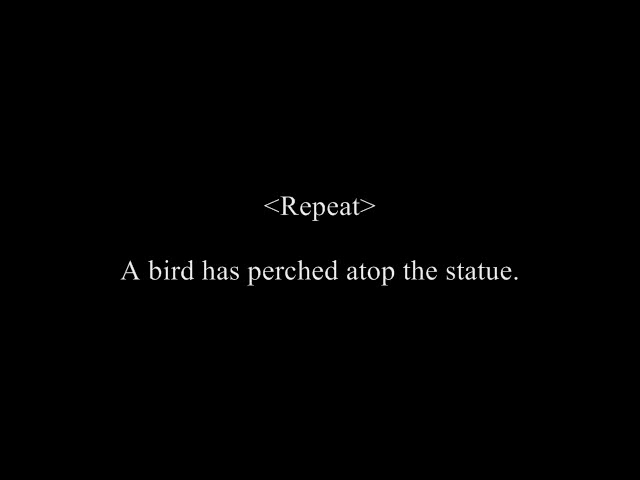 <Repeat>
A bird has perched atop the statue.